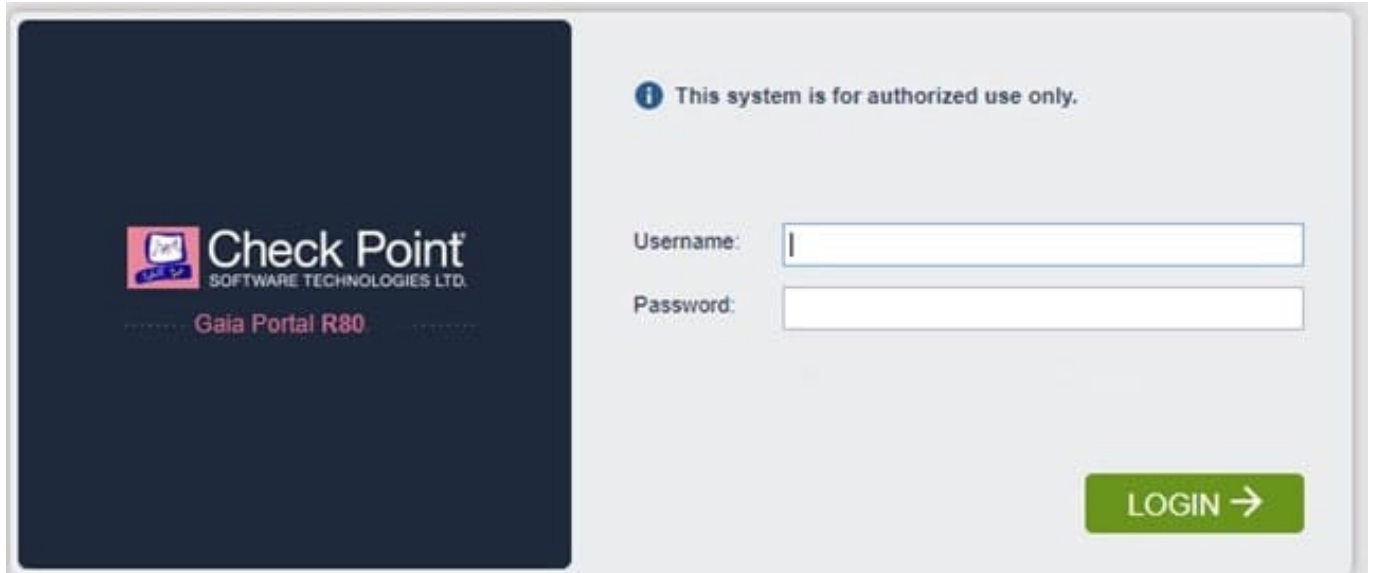 This system is for authorized use only.
Check Point
SOFTWARE TECHNOLOGIES LTD.
Gaia Portal R80.
Username:
Password:
LOGIN